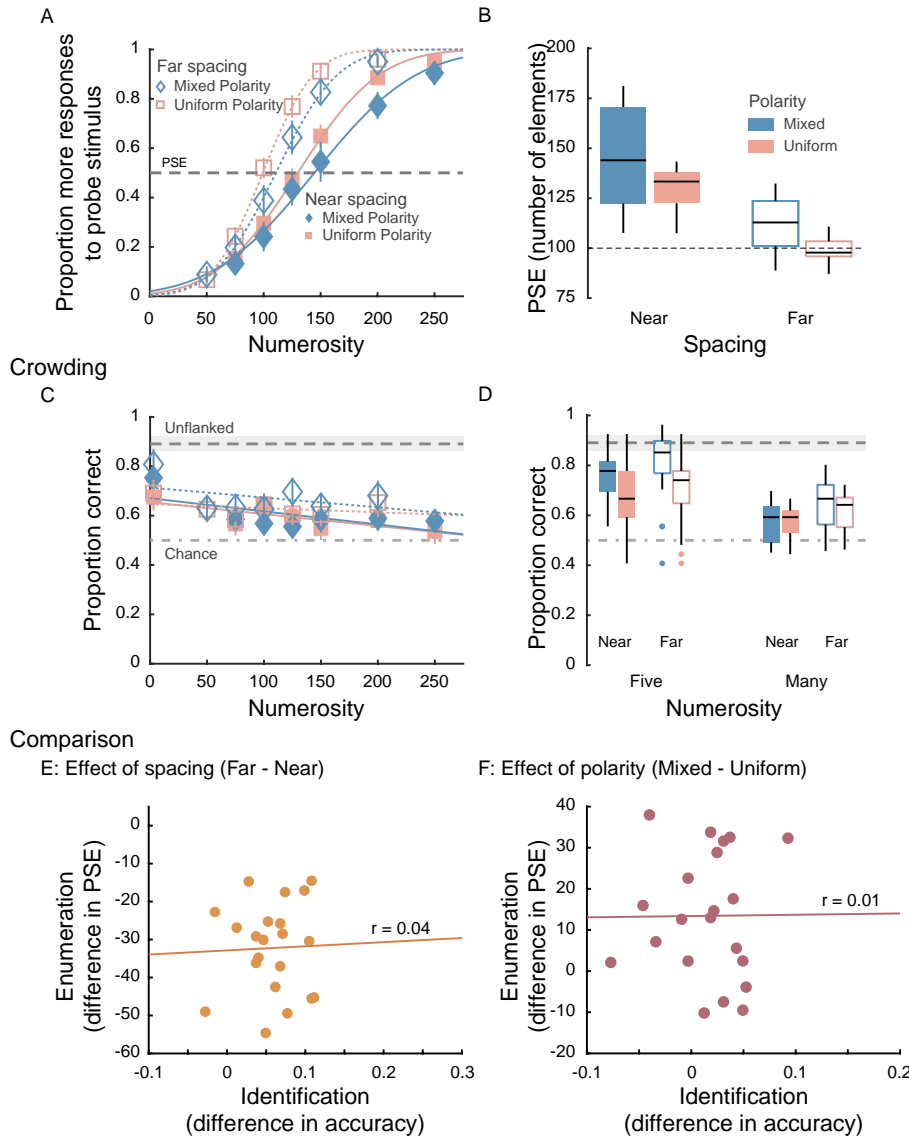 A
B
Proportion more responses
to probe stimulus
1
0.8
0.6
0.4
0.2
0
0
50
100
150
200
250
Numerosity
Far spacing
Mixed Polarity
Uniform Polarity
PSE
Near spacing
Mixed Polarity
Uniform Polarity
PSE (number of elements)
200
175
150
125
100
75
Polarity
Mixed
Uniform
Near
Far
Spacing
Crowding
C
D
Proportion correct
1
0.8
0.6
0.4
0.2
0
0
50
100
150
200
250
Numerosity
Unflanked
Chance
Proportion correct
1
0.8
0.6
0.4
0.2
0
Near
Far
Near
Far
Five
Many
Numerosity
Comparison
E: Effect of spacing (Far - Near)
F: Effect of polarity (Mixed - Uniform)
Enumeration
(difference in PSE)
0
-10
-20
-30
-40
-50
-60
r = 0.04
-0.1
0
0.1
0.2
0.3
Identification
(difference in accuracy)
Enumeration
(difference in PSE)
40
30
20
10
0
-10
-20
r = 0.01
-0.1
0
0.1
0.2
Identification
(difference in accuracy)